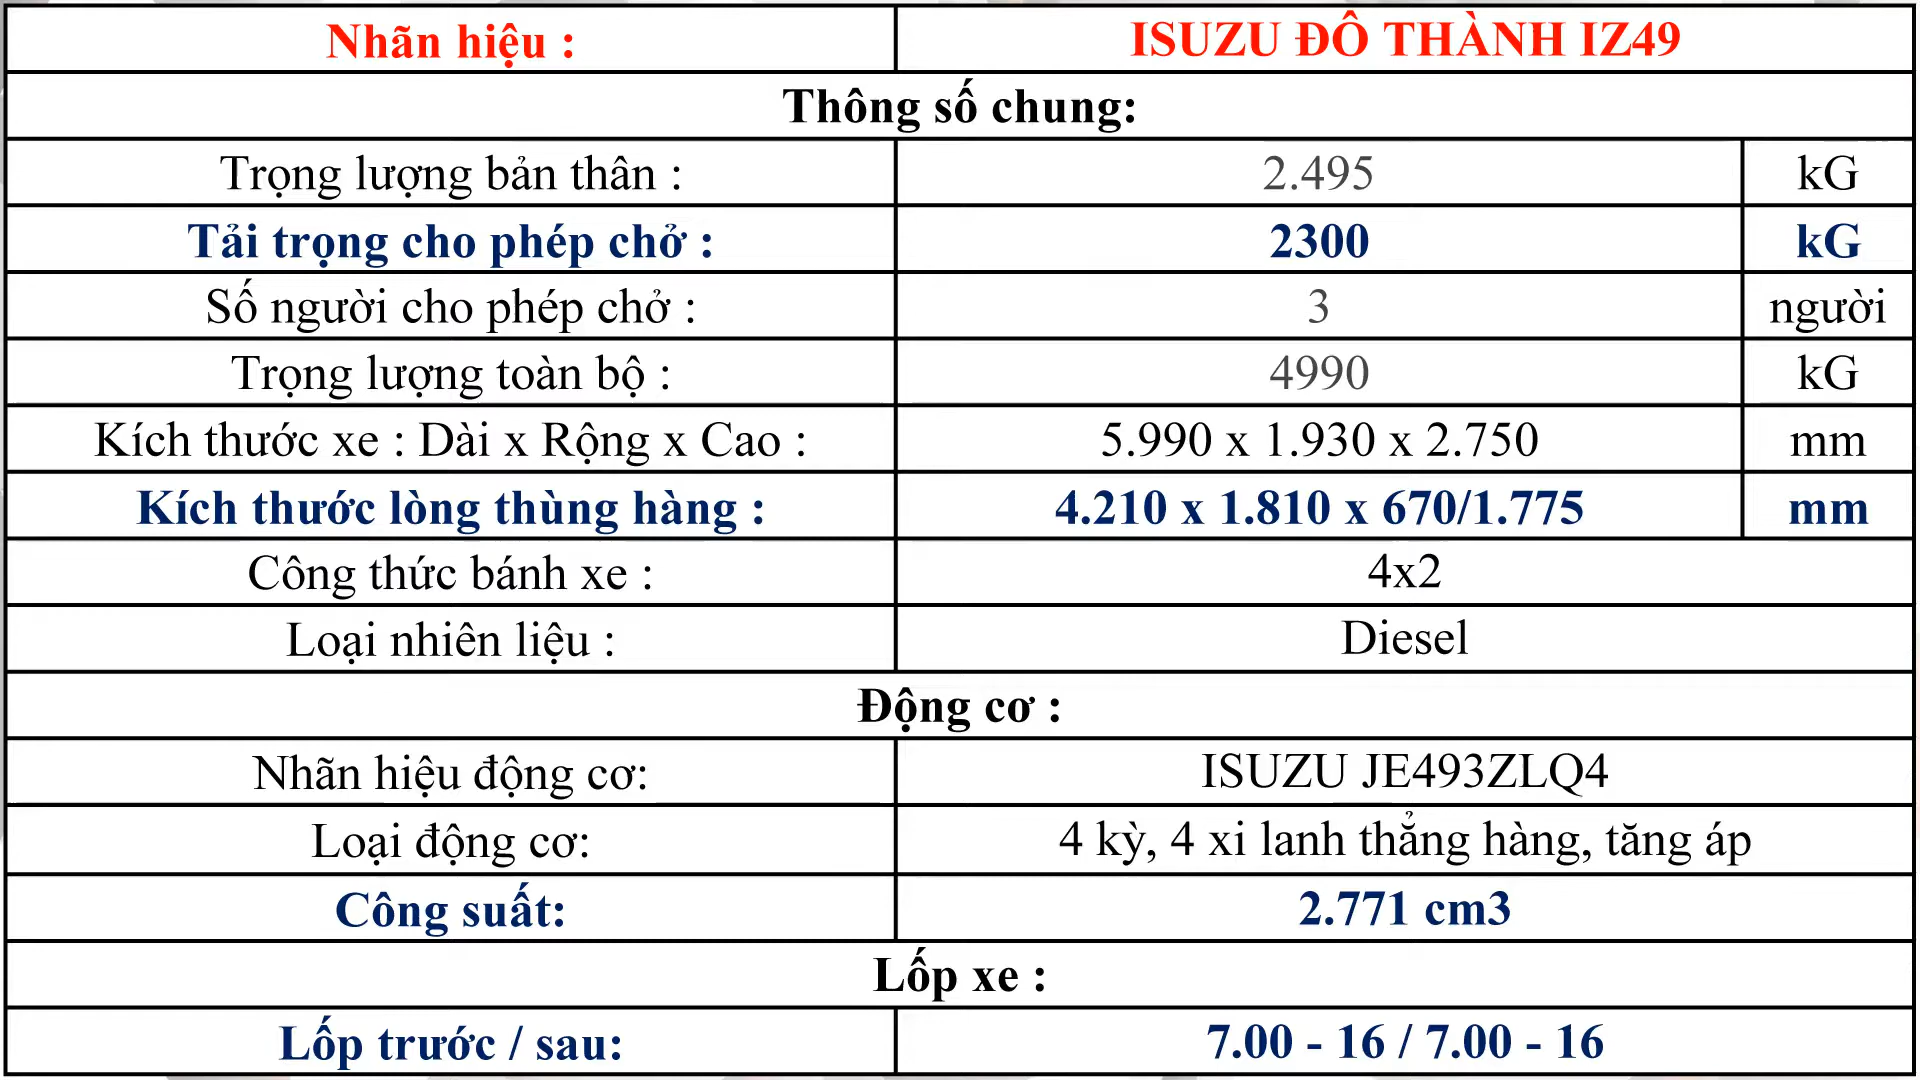 Nhãn hiệu : ISUZU ĐÔ THÀNH IZ49
Thông số chung:
Trọng lượng bản thân : 2.495 kG
Tải trọng cho phép chở : 2300 kG
Số người cho phép chở : 3 người
Trọng lượng toàn bộ : 4990 kG
Kích thước xe : Dài x Rộng x Cao : 5.990 x 1.930 x 2.750 mm
Kích thước lòng thùng hàng : 4.210 x 1.810 x 670/1.775 mm
Công thức bánh xe : 4x2
Loại nhiên liệu : Diesel
Động cơ :
Nhãn hiệu động cơ: ISUZU JE493ZLQ4
Loại động cơ: 4 kỳ, 4 xi lanh thẳng hàng, tăng áp
Công suất: 2.771 cm3
Lốp xe :
Lốp trước / sau: 7.00 - 16 / 7.00 - 16